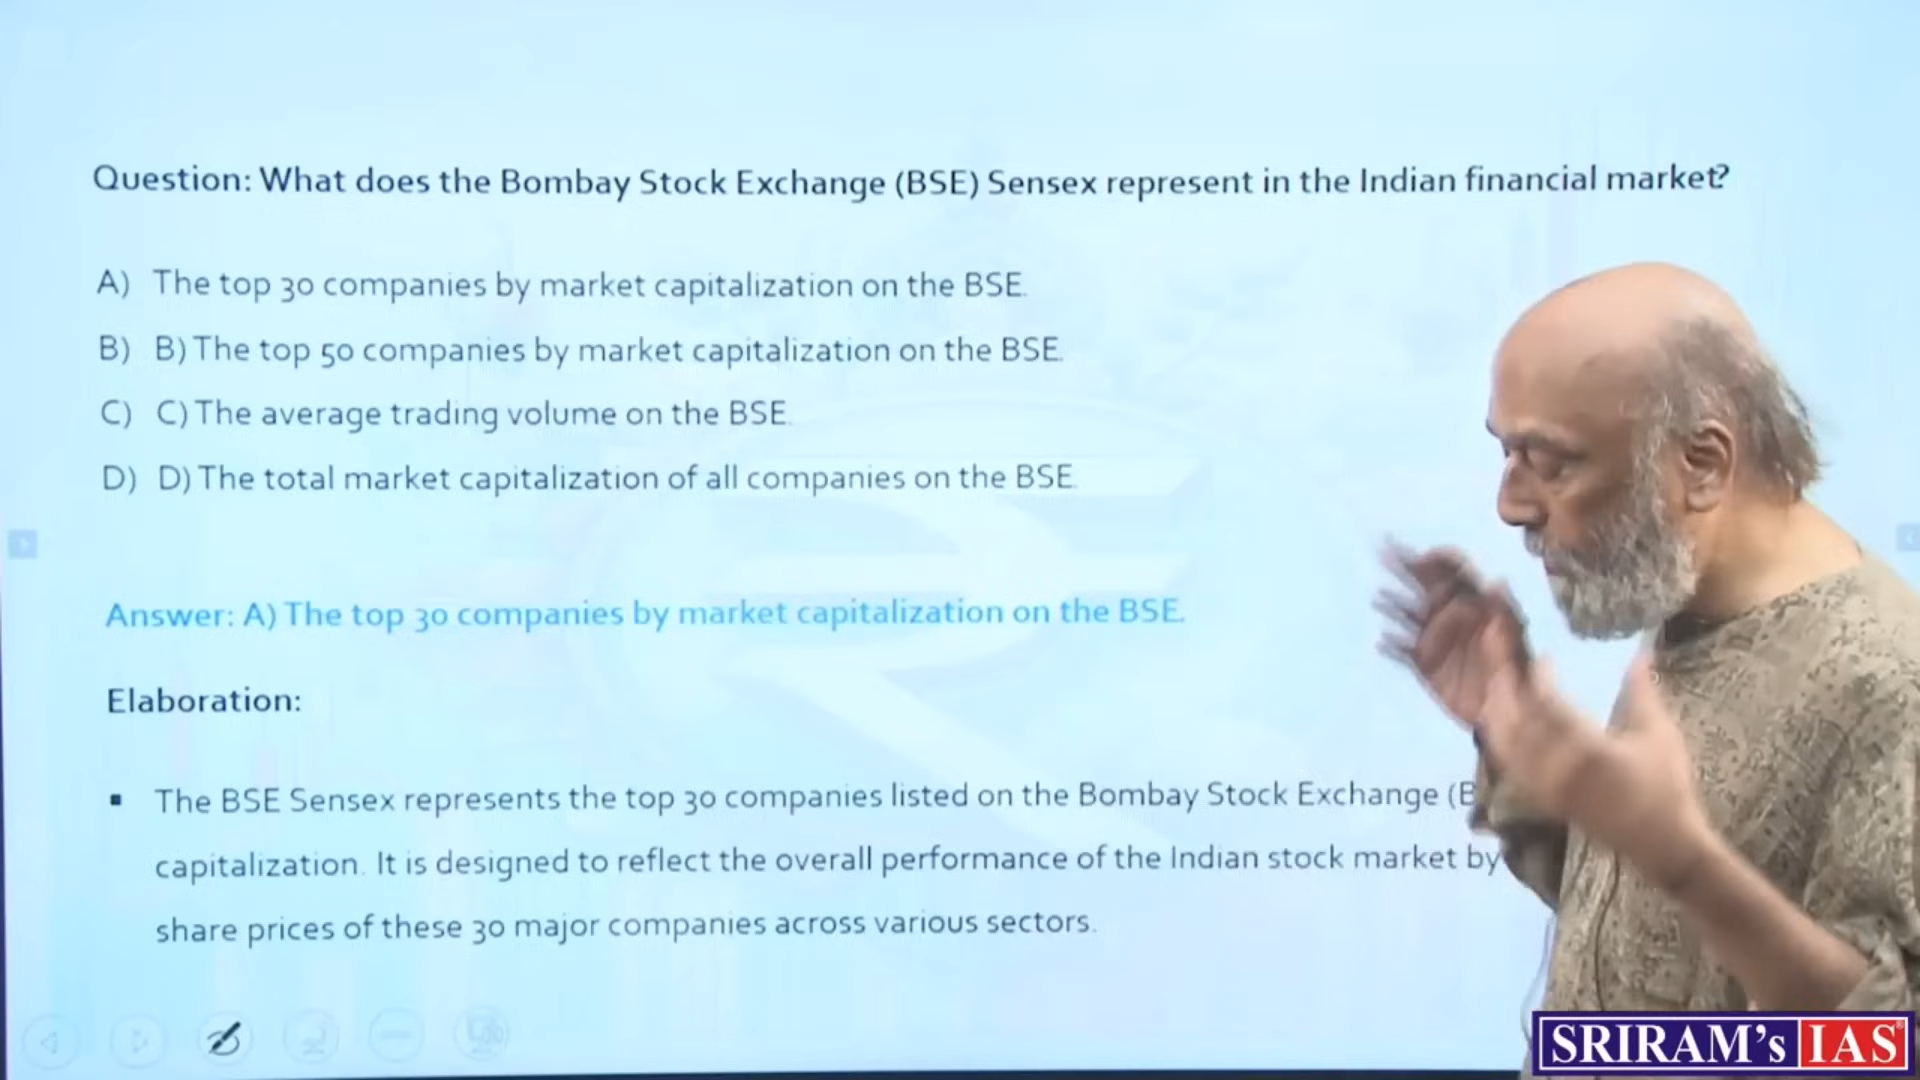 Question: What does the Bombay Stock Exchange (BSE) Sensex represent in the Indian financial market?
A) The top 30 companies by market capitalization on the BSE.
B) B) The top 50 companies by market capitalization on the BSE.
C) C) The average trading volume on the BSE.
D) D) The total market capitalization of all companies on the BSE.
Answer: A) The top 30 companies by market capitalization on the BSE.
Elaboration:
▪ The BSE Sensex represents the top 30 companies listed on the Bombay Stock Exchange
capitalization. It is designed to reflect the overall performance of the Indian stock market by
share prices of these 30 major companies across various sectors.
SRIRAM's IAS